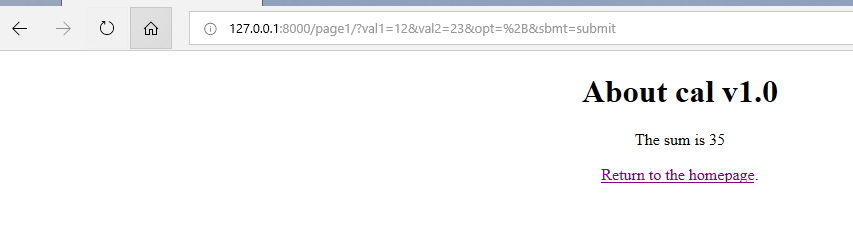 127.0.0.1:8000/page1/?val1=12&val2=23&opt=%2B&sbmt=submit
About cal v1.0
The sum is 35
Return to the homepage.